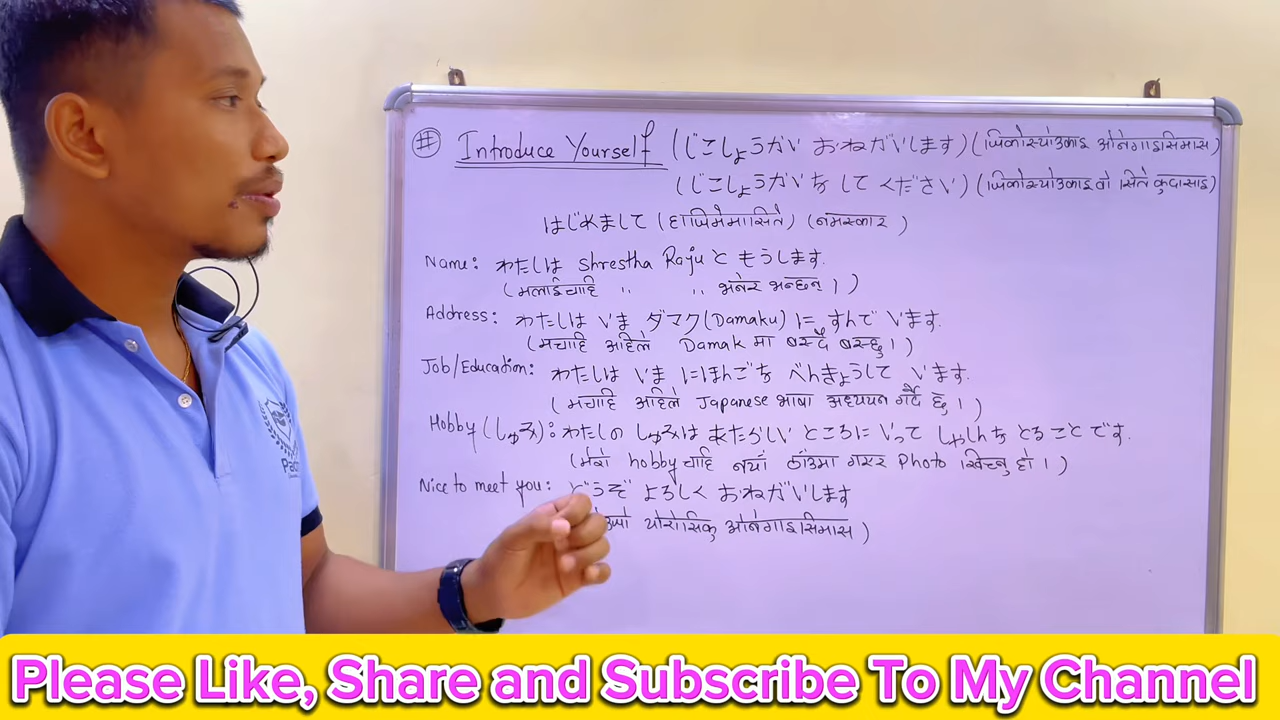 # Introduce Yourself (じこしょうかい おねがいします) (जिकोस्योउकाइ ओनेगाइसिमास)
(じこしょうかいを してください) (जिकोस्योउकाइ वो सिते कुदासाइ)
はじめまして (हाजिमेमासिते) (नमस्कार)
Name: わたしは Shrestha Raju と もうします.
(मलाईचाहि ,, ,, भनेर भन्छन् ।)
Address: わたしは いま ダマク (Damaku) に すんで います.
(मचाहि अहिले Damak मा बस्दै बस्छु ।)
Job/Education: わたしは いま にほんごを べんきょうして います.
(मचाहि अहिले Japanese भाषा अध्ययन गर्दै छु ।)
Hobby (しゅみ): わたしの しゅみは あたらしい ところに いって しゃしんを とる ことです.
(मेरो hobby चाहि नयाँ ठाँउमा गएर Photo खिच्नु हो ।)
Nice to meet you: どうぞ よろしく おねがいします
योरोसिकु ओनेगाइसिमास)
Please Like, Share and Subscribe To My Channel